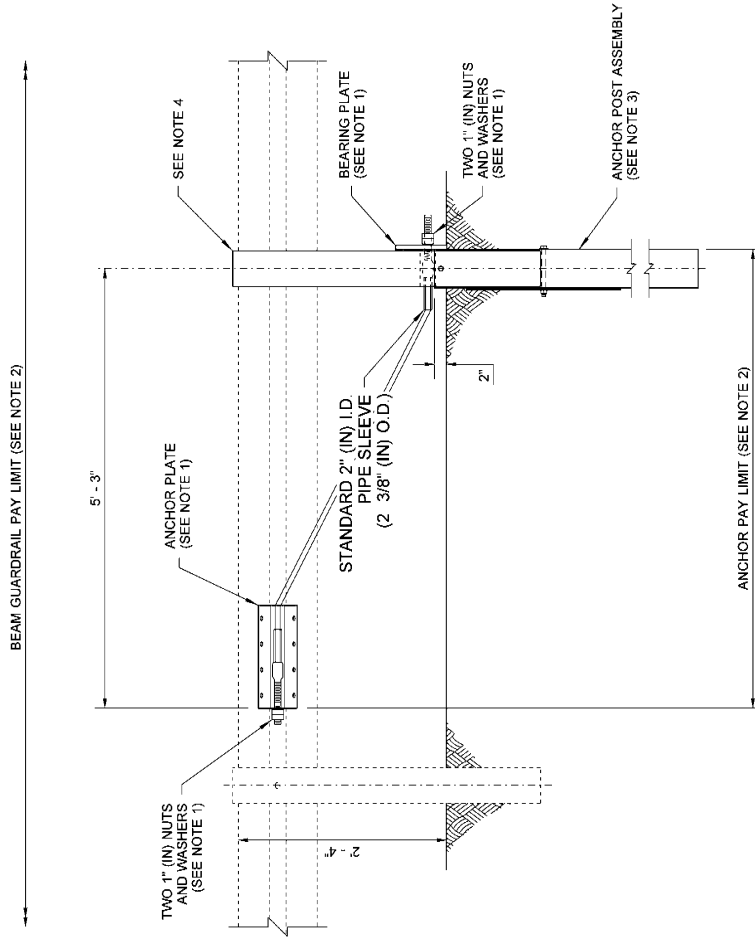 BEAM GUARDRAIL PAY LIMIT (SEE NOTE 2)
5' - 3"
SEE NOTE 4
ANCHOR PLATE
(SEE NOTE 1)
BEARING PLATE
(SEE NOTE 1)
TWO 1" (IN) NUTS
AND WASHERS
(SEE NOTE 1)
2' - 4"
STANDARD 2" (IN) I.D.
PIPE SLEEVE
(2 3/8" (IN) O.D.)
2"
TWO 1" (IN) NUTS
AND WASHERS
(SEE NOTE 1)
ANCHOR POST ASSEMBLY
(SEE NOTE 3)
ANCHOR PAY LIMIT (SEE NOTE 2)